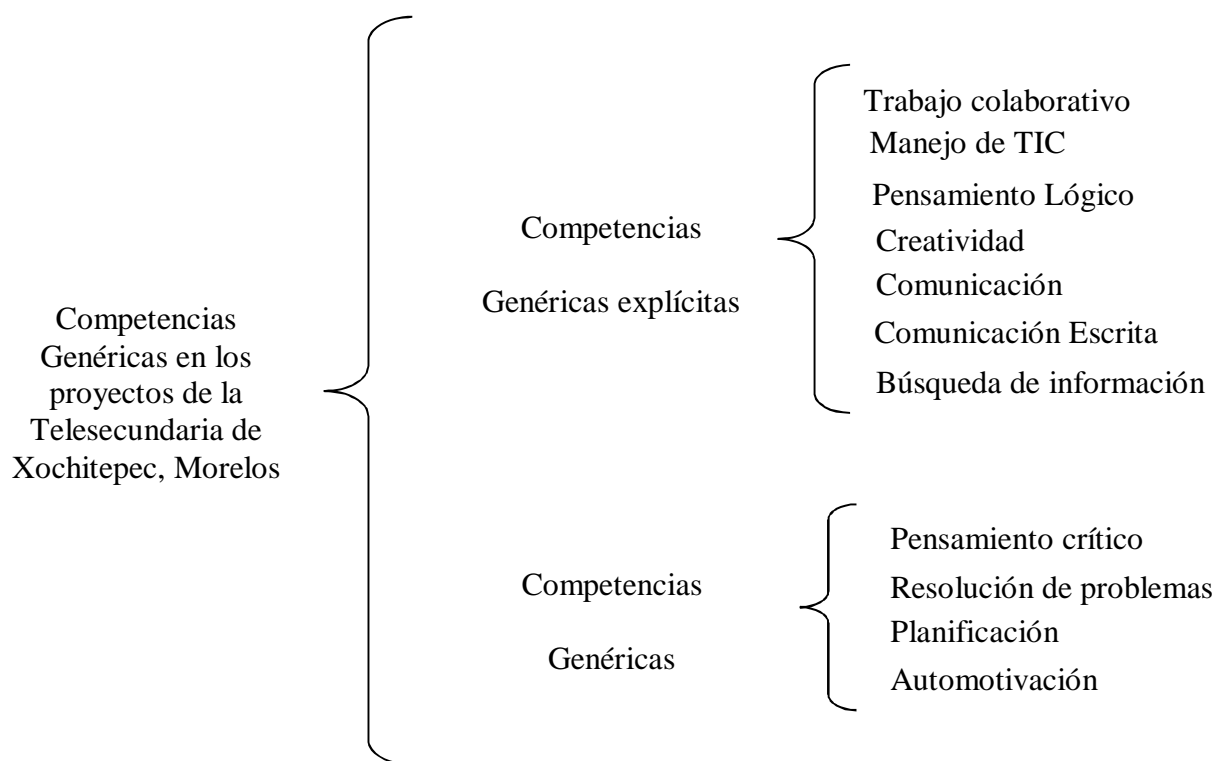 Competencias
Genéricas en los
proyectos de la
Telesecundaria de
Xochitepec, Morelos
Competencias
Genéricas explícitas
Trabajo colaborativo
Manejo de TIC
Pensamiento Lógico
Creatividad
Comunicación
Comunicación Escrita
Búsqueda de información
Competencias
Genéricas
Pensamiento crítico
Resolución de problemas
Planificación
Automotivación